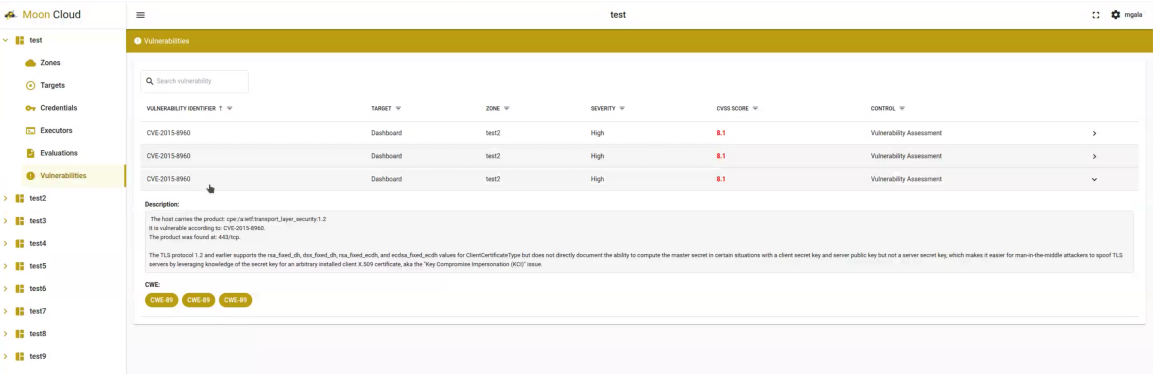 Moon Cloud
test
mgala
test
Vulnerabilities
Zones
Targets
Credentials
Executors
Evaluations
Vulnerabilities
test2
test3
test4
test5
test6
test7
test8
test9
Search vulnerability
VULNERABILITY IDENTIFIER TARGET ZONE SEVERITY CVSS SCORE CONTROL
CVE-2015-8960 Dashboard test2 High 8.1 Vulnerability Assessment
CVE-2015-8960 Dashboard test2 High 8.1 Vulnerability Assessment
CVE-2015-8960 Dashboard test2 High 8.1 Vulnerability Assessment
Description:
The host carries the product: cpe:/a:ietf:transport_layer_security:1.2
It is vulnerable according to: CVE-2015-8960.
The product was found at: 443/tcp.
The TLS protocol 1.2 and earlier supports the rsa_fixed_dh, dss_fixed_dh, rsa_fixed_ecdh, and ecdsa_fixed_ecdh values for ClientCertificateType but does not directly document the ability to compute the master secret in certain situations with a client secret key and server public key but not a server secret key, which makes it easier for man-in-the-middle attackers to spoof TLS
servers by leveraging knowledge of the secret key for an arbitrary installed client X.509 certificate, aka the "Key Compromise Impersonation (KCI)" issue.
CWE:
CWE-89 CWE-89 CWE-89